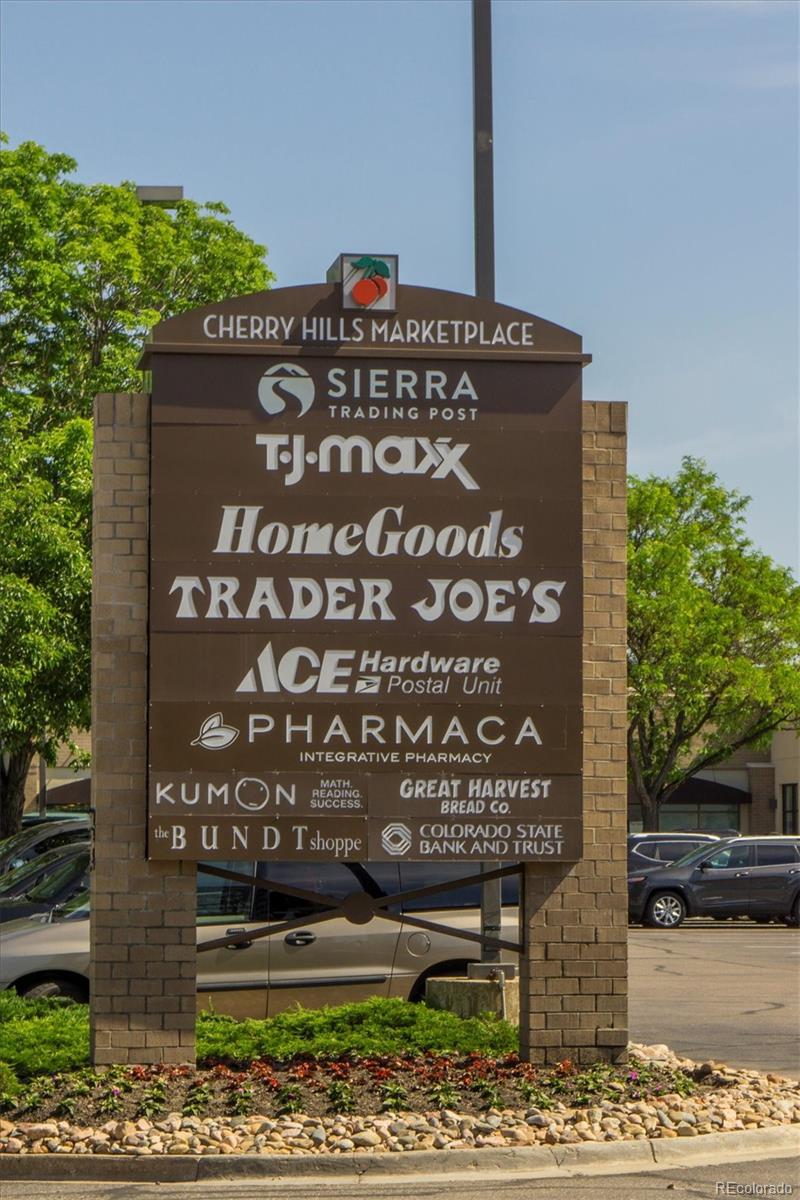 CHERRY HILLS MARKETPLACE
SIERRA
TRADING POST
T•J•maxx
HomeGoods
TRADER JOE'S
ACE Hardware
Postal Unit
PHARMACA
INTEGRATIVE PHARMACY
KUMON
MATH.
READING.
SUCCESS.
GREAT HARVEST
BREAD CO.
the BUNDT shoppe
COLORADO STATE
BANK AND TRUST
REcolorado